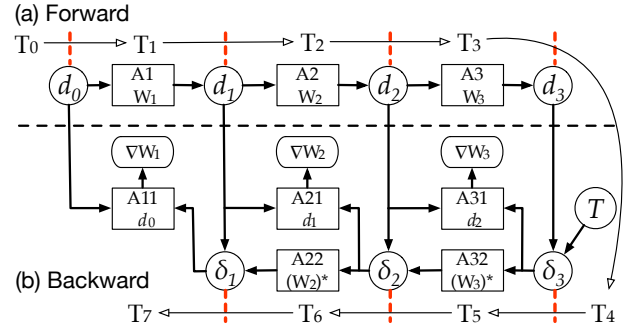 (a) Forward
T₀ T₁ T₂ T₃
d₀ A1 d₁ A2 d₂ A3 d₃
W₁ W₂ W₃
∇W₁ ∇W₂ ∇W₃
A11 A21 A31 T
d₀ d₁ d₂
δ₁ A22 δ₂ A32 δ₃
(W₂)* (W₃)*
(b) Backward
T₇ T₆ T₅ T₄